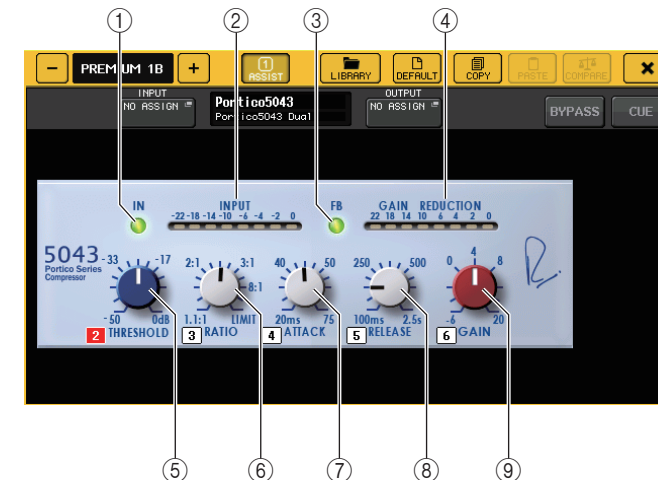 ① ② ③ ④
− PREMIUM 1B + 1 ASSIST LIBRARY DEFAULT COPY PASTE COMPARE ×
INPUT
NO ASSIGN
Portico5043
Portico5043 Dual
OUTPUT
NO ASSIGN
BYPASS CUE
IN INPUT FB GAIN REDUCTION
-22 -18 -14 -10 -6 -4 -2 0
22 18 14 10 6 4 2 0
5043
Portico Series
Compressor
-33 -17 2:1 3:1 40 50 250 500 0 4 8
8:1
-50 0dB 1.1:1 LIMIT 20ms 75 100ms 2.5s -6 20
2 THRESHOLD 3 RATIO 4 ATTACK 5 RELEASE 6 GAIN
⑤ ⑥ ⑦ ⑧ ⑨